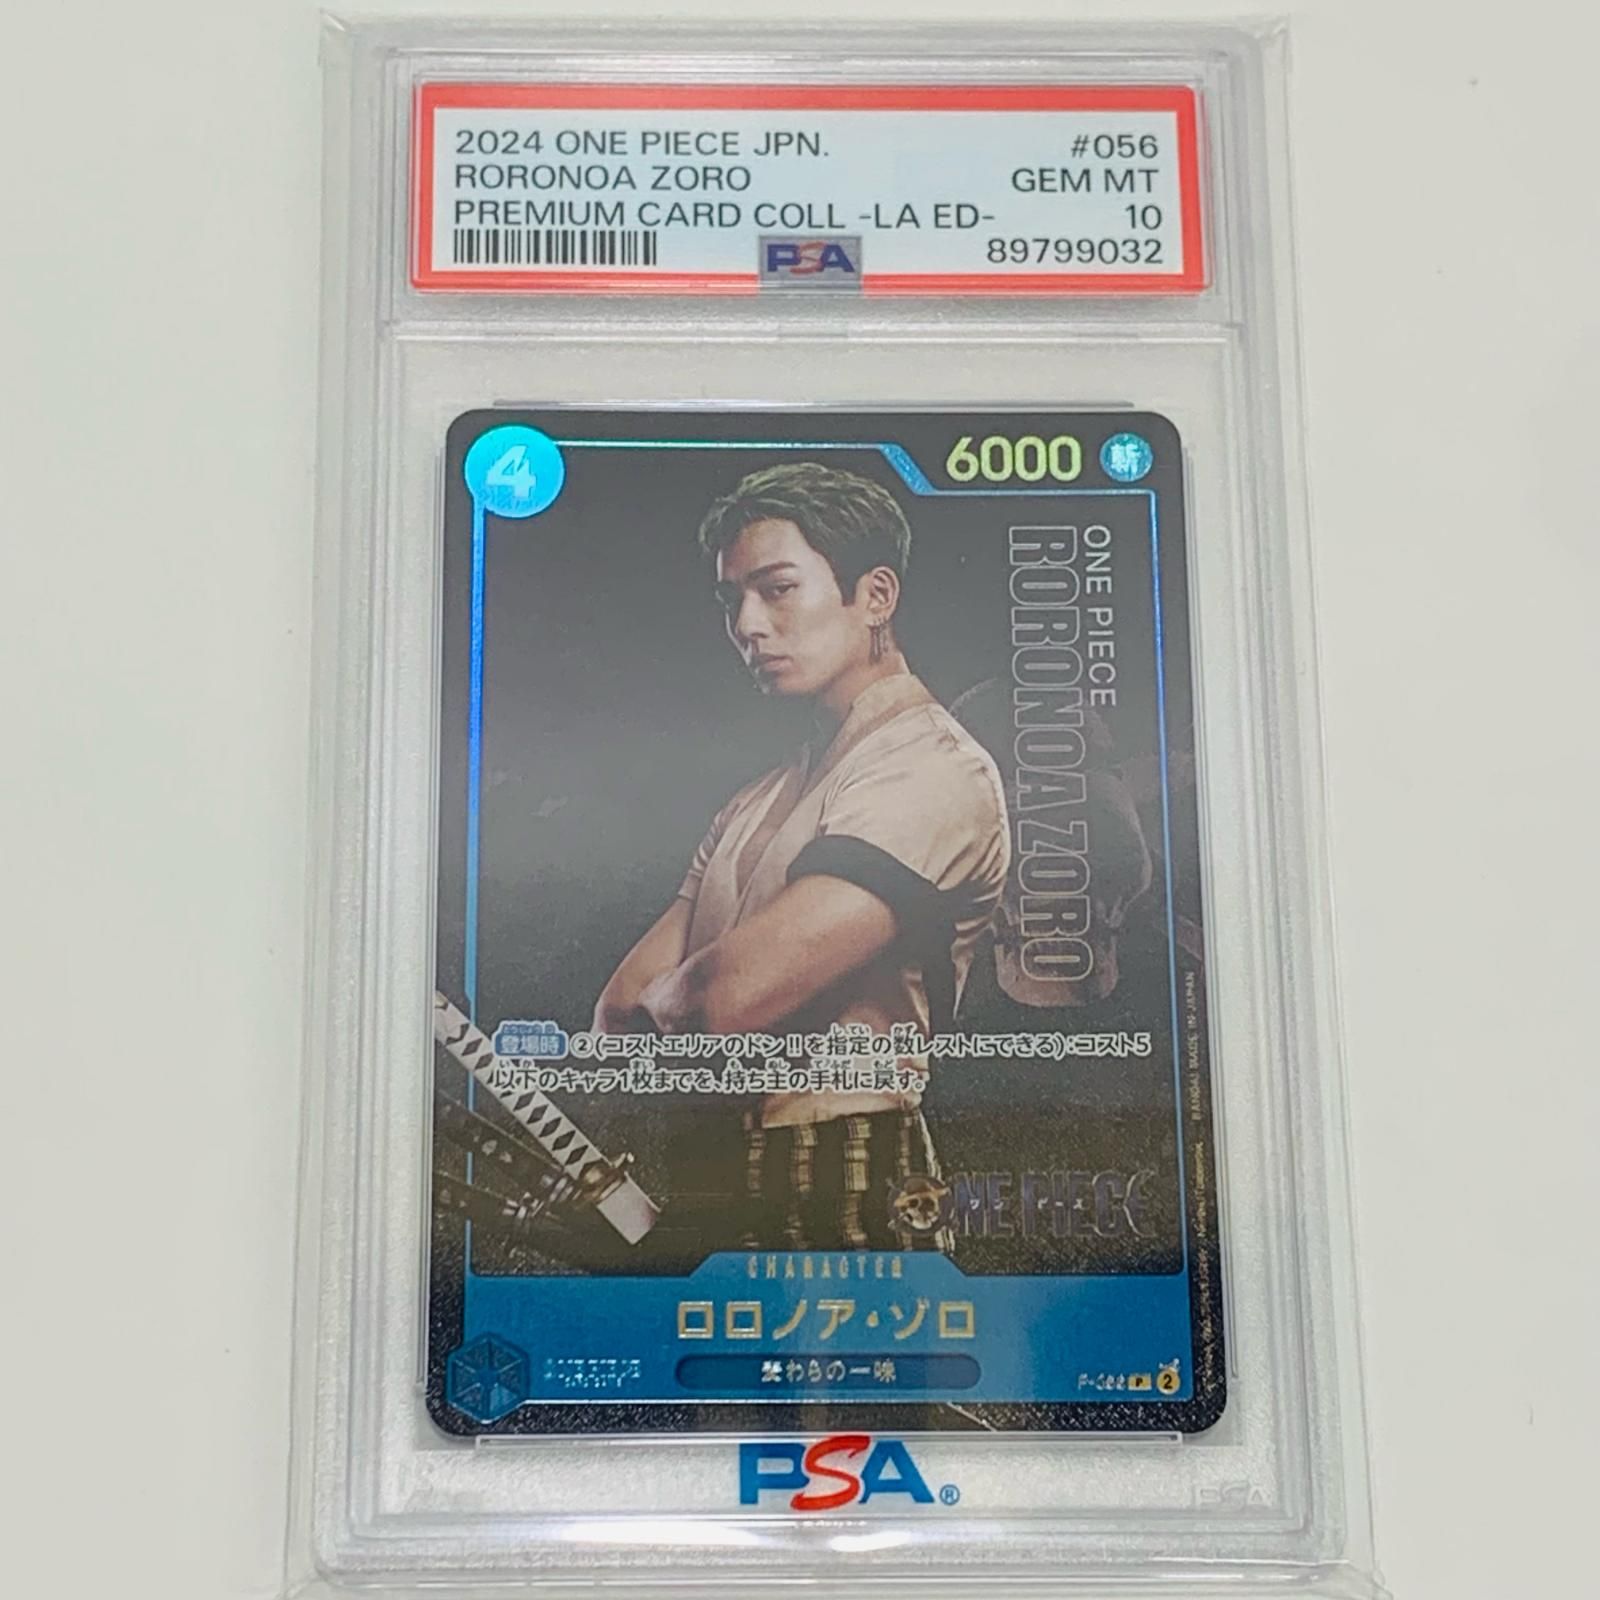 2024 ONE PIECE JPN. #056
RORONOA ZORO GEM MT
PREMIUM CARD COLL -LA ED- 10
89799032
PSA
4
6000
斬
ONE PIECE
RORONOA ZORO
登場時 ②(コストエリアのドン!!を指定の数レストにできる):コスト5
以下のキャラ1枚までを、持ち主の手札に戻す。
BANDAI MADE IN JAPAN
ONE PIECE
CHARACTER
ロロノア・ゾロ
麦わらの一味
P 2
PSA®